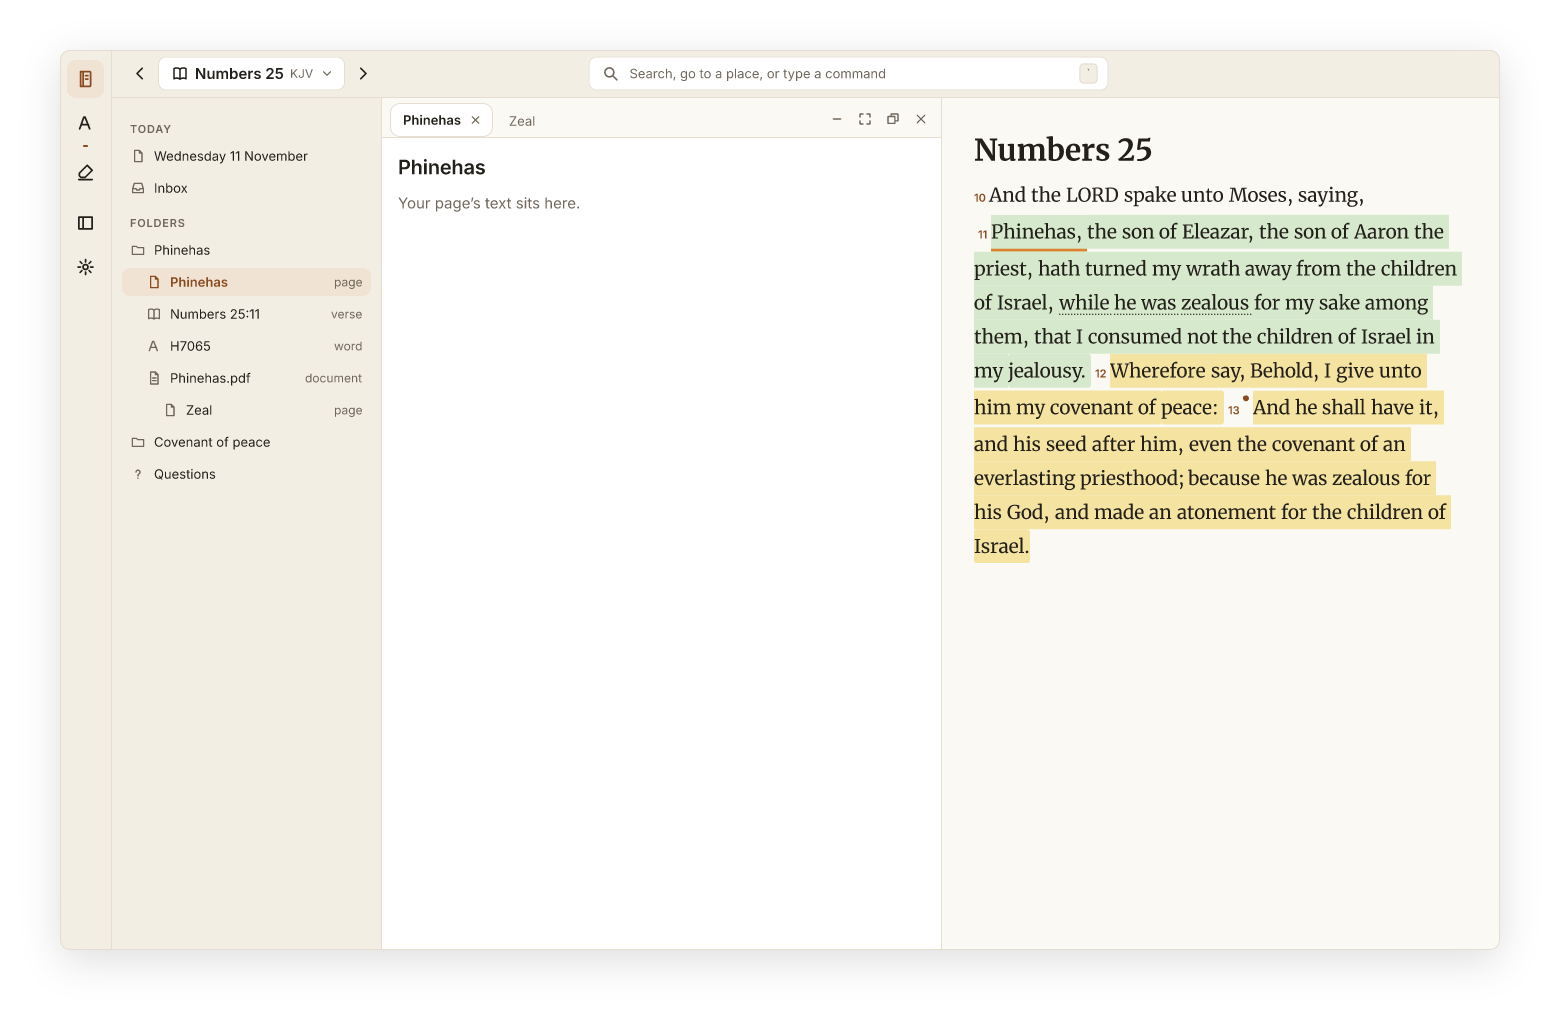 Numbers 25 KJV
Search, go to a place, or type a command
A
TODAY
Wednesday 11 November
Inbox
FOLDERS
Phinehas
Phinehas page
Numbers 25:11 verse
A H7065 word
Phinehas.pdf document
Zeal page
Covenant of peace
? Questions
Phinehas
Zeal
Phinehas
Your page’s text sits here.
Numbers 25
10 And the LORD spake unto Moses, saying,
11 Phinehas, the son of Eleazar, the son of Aaron the
priest, hath turned my wrath away from the children
of Israel, while he was zealous for my sake among
them, that I consumed not the children of Israel in
my jealousy. 12 Wherefore say, Behold, I give unto
him my covenant of peace: 13 And he shall have it,
and his seed after him, even the covenant of an
everlasting priesthood; because he was zealous for
his God, and made an atonement for the children of
Israel.